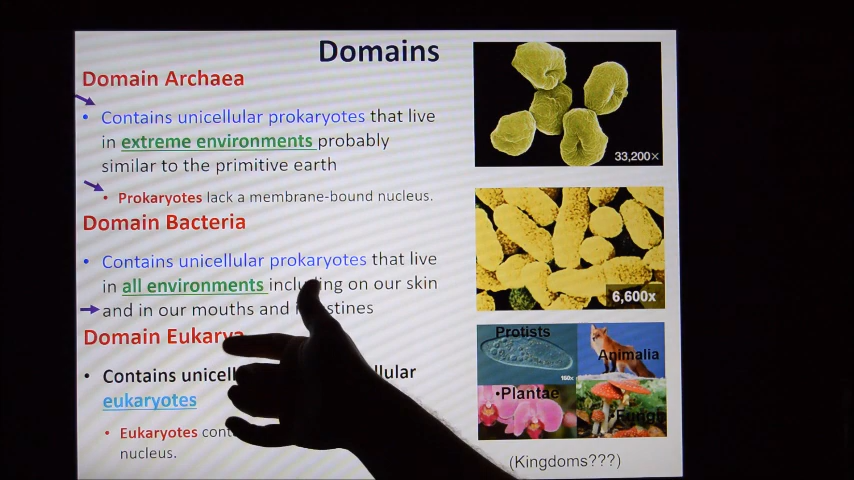 Domains
Domain Archaea
• Contains unicellular prokaryotes that live
in extreme environments probably
similar to the primitive earth
• Prokaryotes lack a membrane-bound nucleus.
Domain Bacteria
• Contains unicellular prokaryotes that live
in all environments including on our skin
and in our mouths and intestines
Domain Eukarya
• Contains
eukaryotes
• Eukaryotes
nucleus.
33,200×
6,600x
Protists
160x
Animalia
•Plantae
•Fungi
(Kingdoms???)